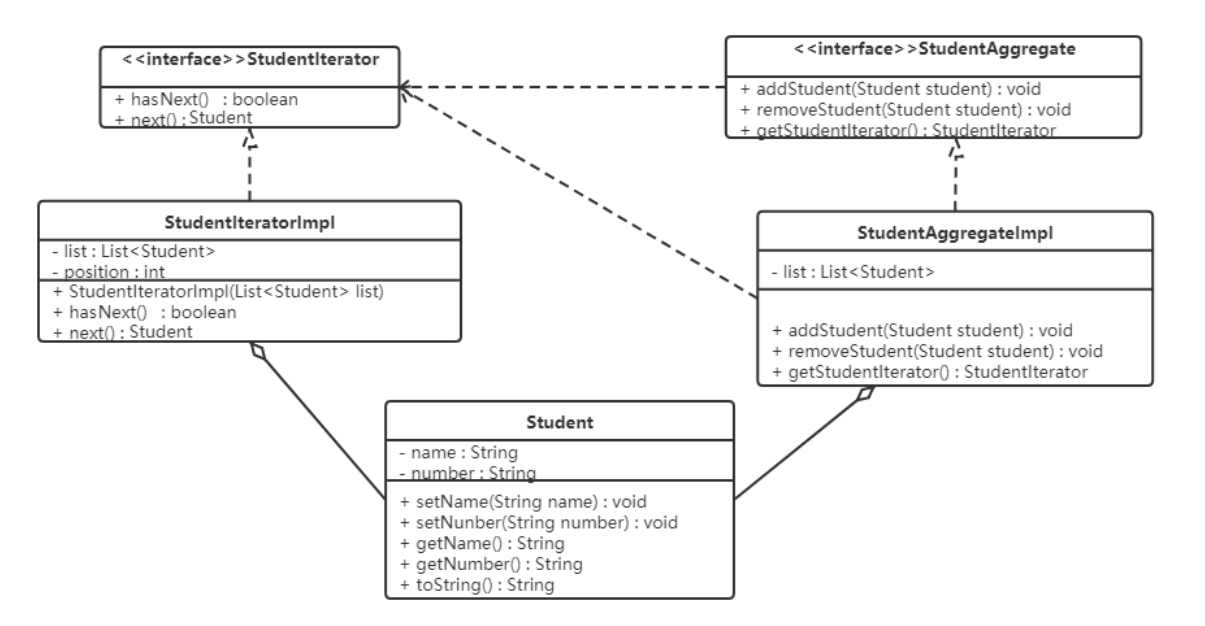 <<interface>>StudentIterator
+ hasNext() : boolean
+ next() : Student
<<interface>>StudentAggregate
+ addStudent(Student student) : void
+ removeStudent(Student student) : void
+ getStudentIterator() : StudentIterator
StudentIteratorImpl
- list : List<Student>
- position : int
+ StudentIteratorImpl(List<Student> list)
+ hasNext() : boolean
+ next() : Student
StudentAggregateImpl
- list : List<Student>
+ addStudent(Student student) : void
+ removeStudent(Student student) : void
+ getStudentIterator() : StudentIterator
Student
- name : String
- number : String
+ setName(String name) : void
+ setNunber(String number) : void
+ getName() : String
+ getNumber() : String
+ toString() : String